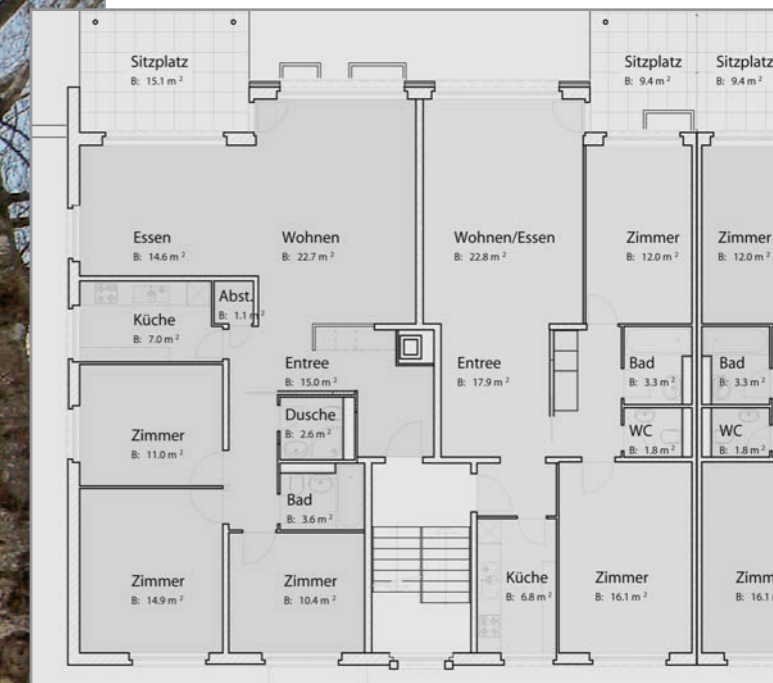 Sitzplatz
B: 15.1 m²
Sitzplatz
B: 9.4 m²
Sitzplatz
B: 9.4 m²
Essen
B: 14.6 m²
Wohnen
B: 22.7 m²
Wohnen/Essen
B: 22.8 m²
Zimmer
B: 12.0 m²
Zimmer
B: 12.0 m²
Abst.
B: 1.1 m²
Küche
B: 7.0 m²
Entree
B: 15.0 m²
Entree
B: 17.9 m²
Bad
B: 3.3 m²
Bad
B: 3.3 m²
Dusche
B: 2.6 m²
Zimmer
B: 11.0 m²
WC
B: 1.8 m²
WC
B: 1.8 m²
Bad
B: 3.6 m²
Zimmer
B: 14.9 m²
Zimmer
B: 10.4 m²
Küche
B: 6.8 m²
Zimmer
B: 16.1 m²
Zimm
B: 16.1